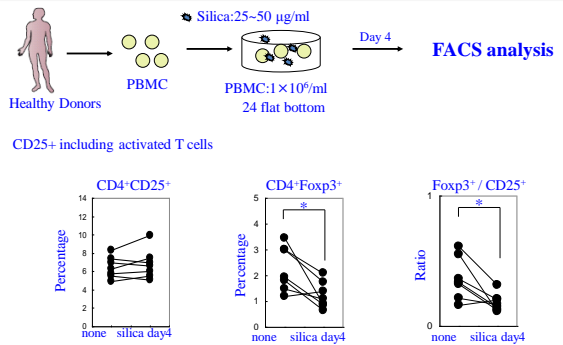 Silica:25~50 μg/ml
Day 4
FACS analysis
PBMC
Healthy Donors
PBMC:1×10⁶/ml
24 flat bottom
CD25+ including activated T cells
CD4⁺CD25⁺
Percentage
14
12
10
8
6
4
2
0
none silica day4
CD4⁺Foxp3⁺
Percentage
5
4
3
2
1
0
*
none silica day4
Foxp3⁺ / CD25⁺
Ratio
1
0
*
none silica day4